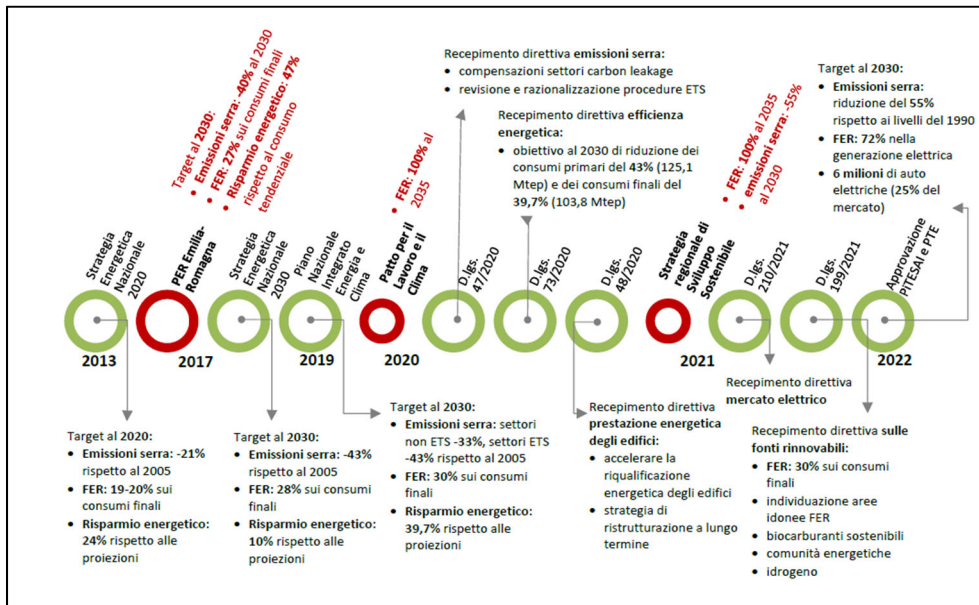 Target al 2030:
• Emissioni serra: -40% al 2030
• FER: 27% sui consumi finali
• Risparmio energetico: 47%
rispetto al consumo
tendenziale
• FER: 100% al
2035
Recepimento direttiva emissioni serra:
• compensazioni settori carbon leakage
• revisione e razionalizzazione procedure ETS
Recepimento direttiva efficienza
energetica:
• obiettivo al 2030 di riduzione dei
consumi primari del 43% (125,1
Mtep) e dei consumi finali del
39,7% (103,8 Mtep)
• FER: 100% al 2035
• emissioni serra: -55%
al 2030
Target al 2030:
• Emissioni serra:
riduzione del 55%
rispetto ai livelli del 1990
• FER: 72% nella
generazione elettrica
• 6 milioni di auto
elettriche (25% del
mercato)
Strategia
Energetica
Nazionale
2020
PER Emilia-
Romagna
Strategia
Energetica
Nazionale
2030
Piano
Nazionale
Integrato
Energia e
Clima
Patto per il
Lavoro e il
Clima
D.lgs.
47/2020
D.lgs.
73/2020
D.lgs.
48/2020
Strategia
regionale di
Sviluppo
Sostenibile
D.lgs.
210/2021
D.lgs.
199/2021
Approvazione
PiTESAI e PTE
2013
2017
2019
2020
2021
2022
Target al 2020:
• Emissioni serra: -21%
rispetto al 2005
• FER: 19-20% sui
consumi finali
• Risparmio energetico:
24% rispetto alle
proiezioni
Target al 2030:
• Emissioni serra: -43%
rispetto al 2005
• FER: 28% sui consumi
finali
• Risparmio energetico:
10% rispetto alle
proiezioni
Target al 2030:
• Emissioni serra: settori
non ETS -33%, settori ETS
-43% rispetto al 2005
• FER: 30% sui consumi
finali
• Risparmio energetico:
39,7% rispetto alle
proiezioni
Recepimento direttiva
prestazione energetica
degli edifici:
• accelerare la
riqualificazione
energetica degli edifici
• strategia di
ristrutturazione a lungo
termine
Recepimento direttiva
mercato elettrico
Recepimento direttiva sulle
fonti rinnovabili:
• FER: 30% sui consumi
finali
• individuazione aree
idonee FER
• biocarburanti sostenibili
• comunità energetiche
• idrogeno